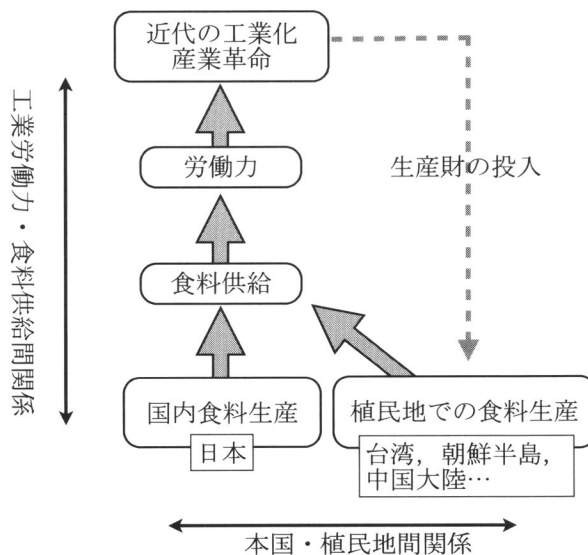 近代の工業化
産業革命
労働力
生産財の投入
食料供給
工業労働力・食料供給間関係
国内食料生産
日本
植民地での食料生産
台湾，朝鮮半島，
中国大陸…
本国・植民地間関係